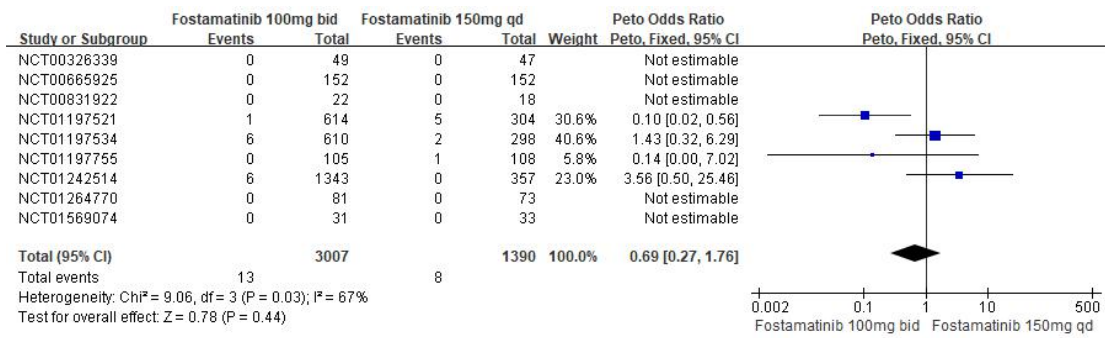 Fostamatinib 100mg bid Fostamatinib 150mg qd Peto Odds Ratio Peto Odds Ratio
Study or Subgroup Events Total Events Total Weight Peto, Fixed, 95% CI Peto, Fixed, 95% CI
NCT00326339 0 49 0 47 Not estimable
NCT00665925 0 152 0 152 Not estimable
NCT00831922 0 22 0 18 Not estimable
NCT01197521 1 614 5 304 30.6% 0.10 [0.02, 0.56]
NCT01197534 6 610 2 298 40.6% 1.43 [0.32, 6.29]
NCT01197755 0 105 1 108 5.8% 0.14 [0.00, 7.02]
NCT01242514 6 1343 0 357 23.0% 3.56 [0.50, 25.46]
NCT01264770 0 81 0 73 Not estimable
NCT01569074 0 31 0 33 Not estimable
Total (95% CI) 3007 1390 100.0% 0.69 [0.27, 1.76]
Total events 13 8
Heterogeneity: Chi² = 9.06, df = 3 (P = 0.03); I² = 67%
Test for overall effect: Z = 0.78 (P = 0.44)
0.002 0.1 1 10 500
Fostamatinib 100mg bid Fostamatinib 150mg qd